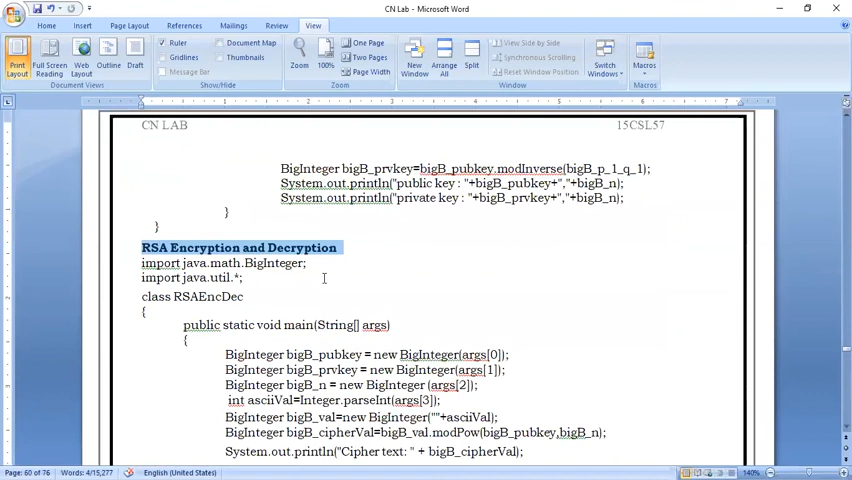 CN Lab - Microsoft Word
Home Insert Page Layout References Mailings Review View
Print Layout
Full Screen Reading
Web Layout
Outline
Draft
Document Views
Ruler
Gridlines
Message Bar
Document Map
Thumbnails
Show/Hide
Zoom
100%
One Page
Two Pages
Page Width
Zoom
New Window
Arrange All
Split
View Side by Side
Synchronous Scrolling
Reset Window Position
Switch Windows
Window
Macros
Macros
CN LAB 15CSL57
BigInteger bigB_prvkey=bigB_pubkey.modInverse(bigB_p_1_q_1);
System.out.println("public key : "+bigB_pubkey+","+bigB_n);
System.out.println("private key : "+bigB_prvkey+","+bigB_n);
}
}
RSA Encryption and Decryption
import java.math.BigInteger;
import java.util.*;
class RSAEncDec
{
public static void main(String[] args)
{
BigInteger bigB_pubkey = new BigInteger(args[0]);
BigInteger bigB_prvkey = new BigInteger(args[1]);
BigInteger bigB_n = new BigInteger (args[2]);
int asciiVal=Integer.parseInt(args[3]);
BigInteger bigB_val=new BigInteger(""+asciiVal);
BigInteger bigB_cipherVal=bigB_val.modPow(bigB_pubkey,bigB_n);
System.out.println("Cipher text: " + bigB_cipherVal);
Page: 60 of 76 Words: 4/15,277 English (United States) 140%